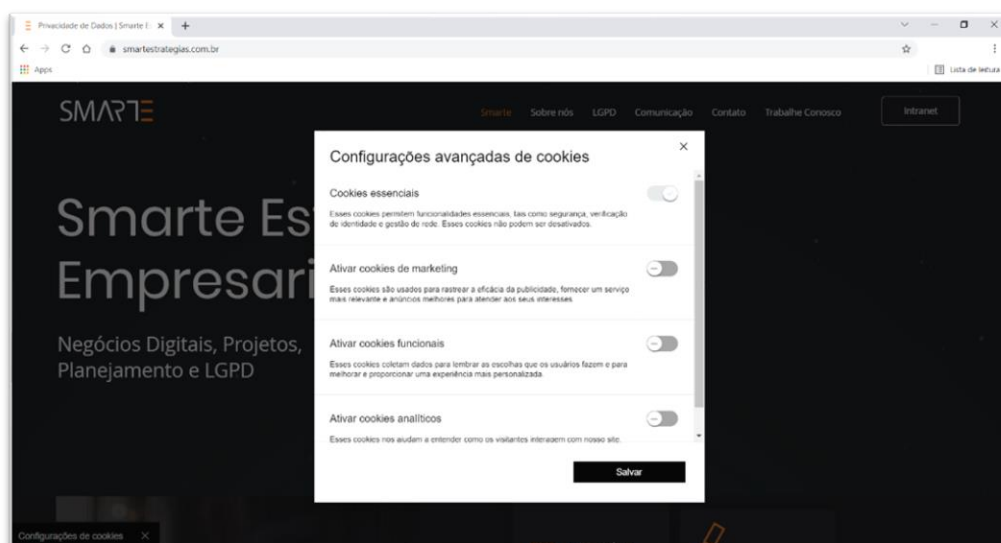 Privacidade de Dados | Smarte E
smartestrategias.com.br
Apps
Lista de leitura
SMARTE
Smarte Sobre nós LGPD Comunicação Contato Trabalhe Conosco Intranet
Configurações avançadas de cookies
Cookies essenciais
Esses cookies permitem funcionalidades essenciais, tais como segurança, verificação
de identidade e gestão de rede. Esses cookies não podem ser desativados.
Ativar cookies de marketing
Esses cookies são usados para rastrear a eficácia da publicidade, fornecer um serviço
mais relevante e anúncios melhores para atender aos seus interesses.
Ativar cookies funcionais
Esses cookies coletam dados para lembrar as escolhas que os usuários fazem e para
melhorar e proporcionar uma experiência mais personalizada.
Ativar cookies analíticos
Esses cookies nos ajudam a entender como os visitantes interagem com nosso site.
Salvar
Smarte Es
Empresari
Negócios Digitais, Projetos,
Planejamento e LGPD
Configurações de cookies